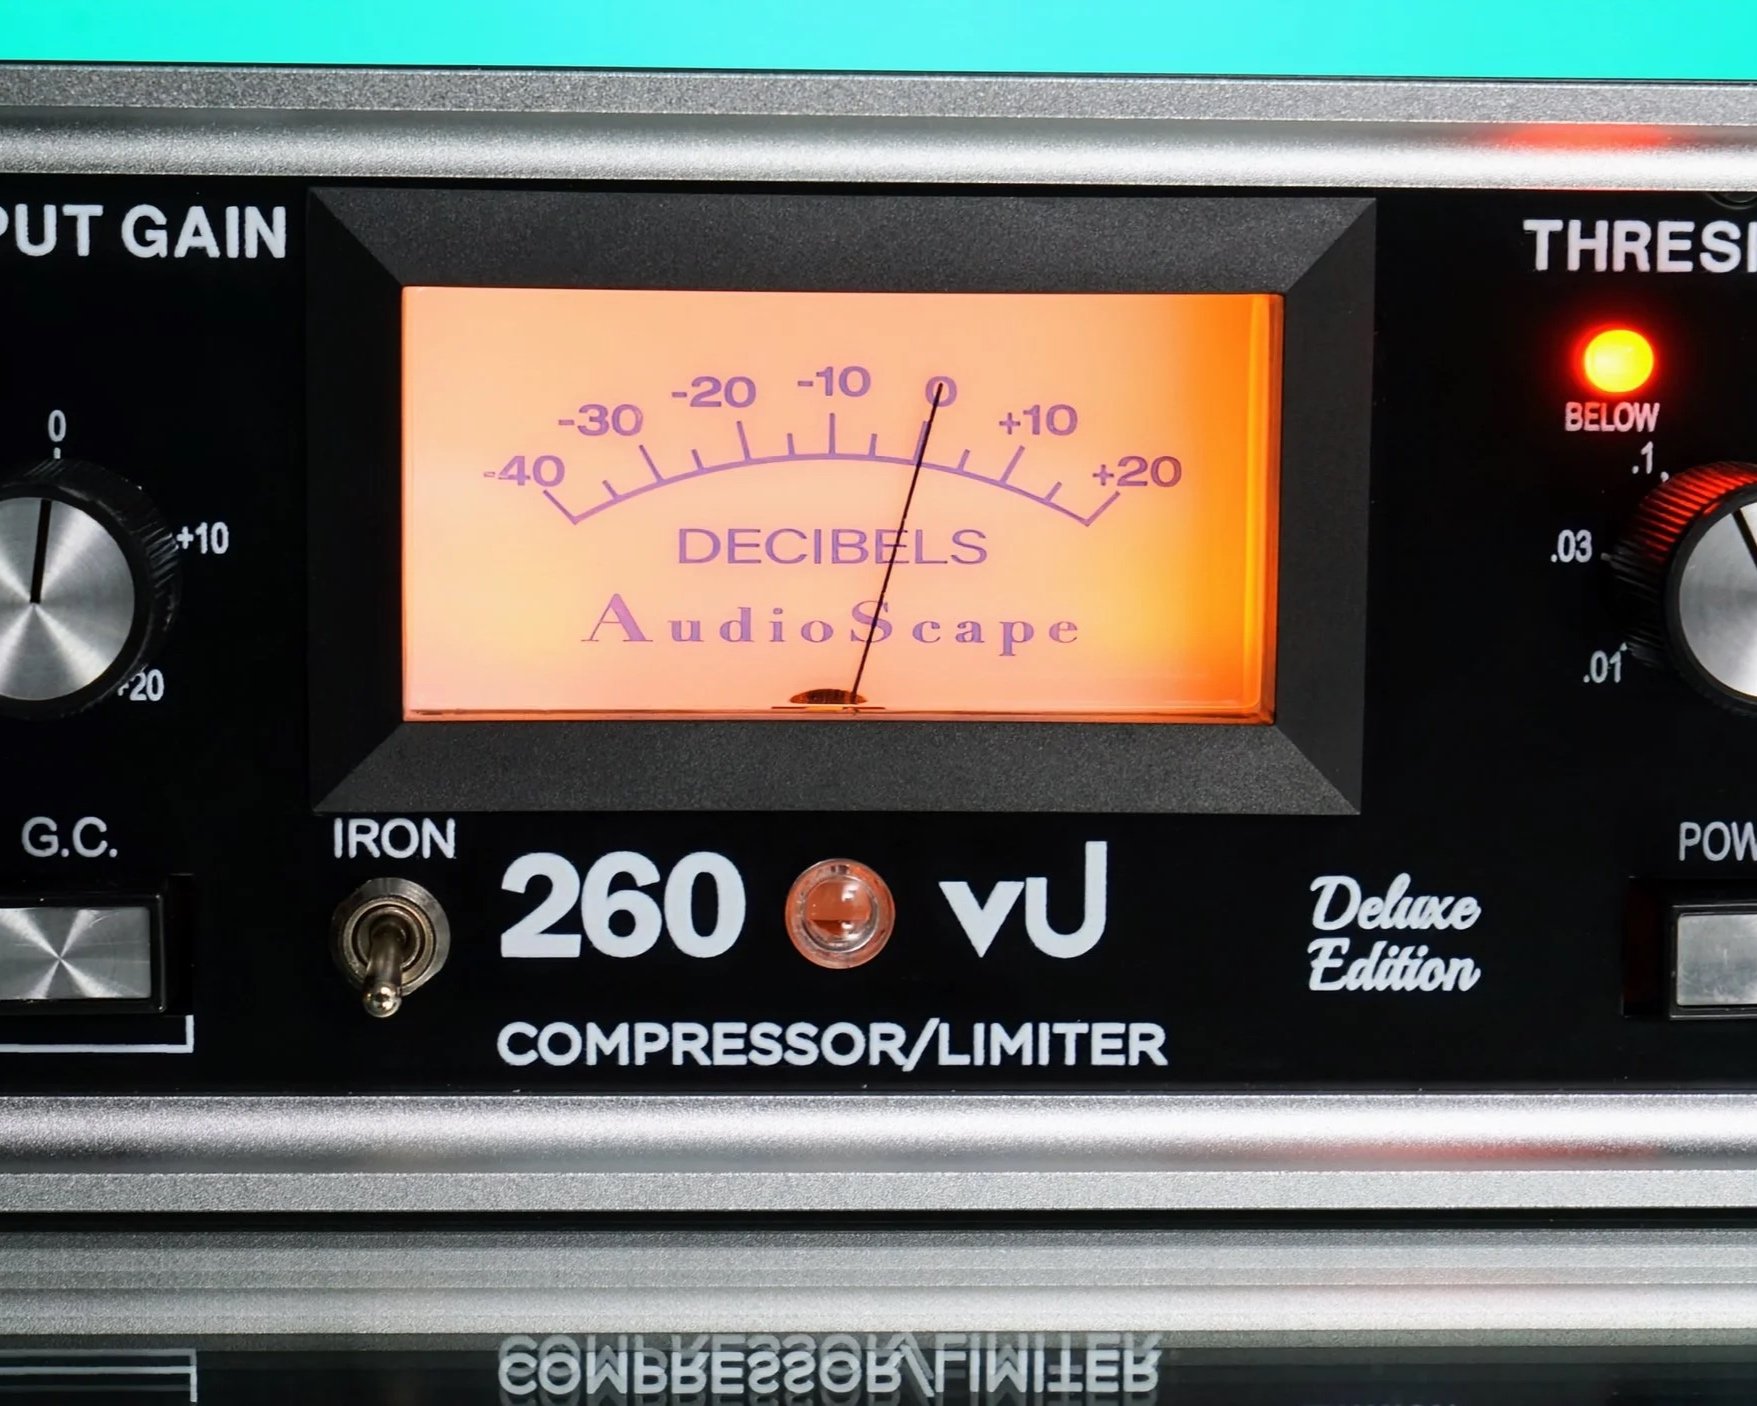 PUT GAIN
THRES
0
+10
+20
-40 -30 -20 -10 0 +10 +20
DECIBELS
AudioScape
BELOW
.1
.03
.01
G.C.
IRON
260 VU
COMPRESSOR/LIMITER
Deluxe
Edition
POW
COMPRESSOR/LIMITER